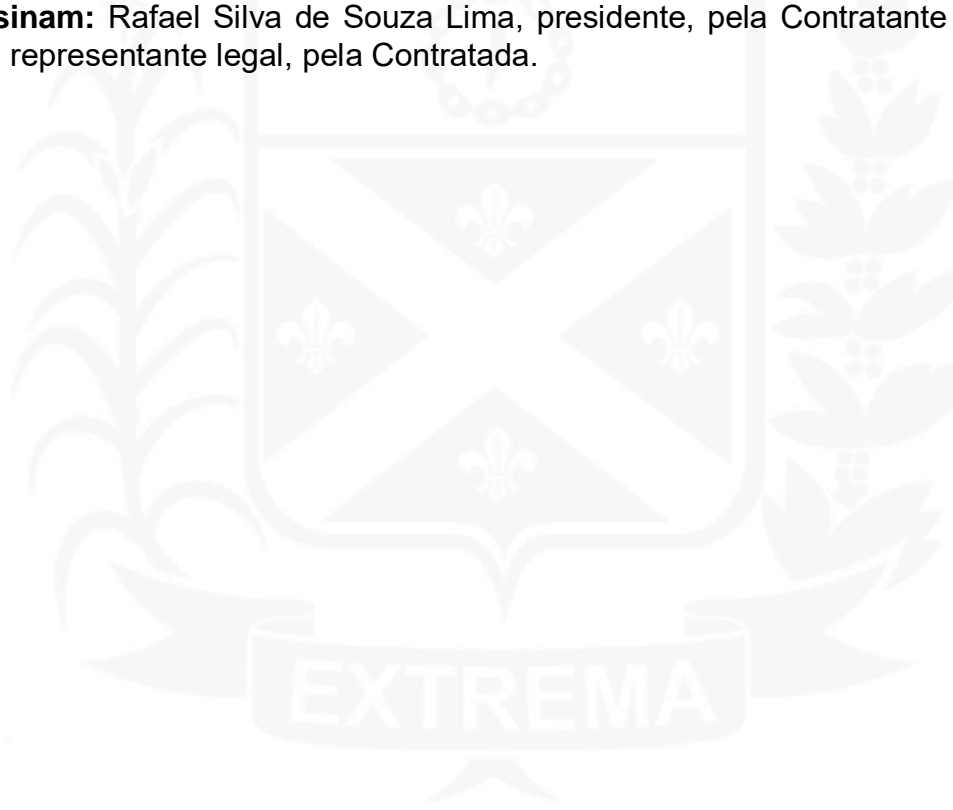 sinam: Rafael Silva de Souza Lima, presidente, pela Contratante
representante legal, pela Contratada.
EXTREMA